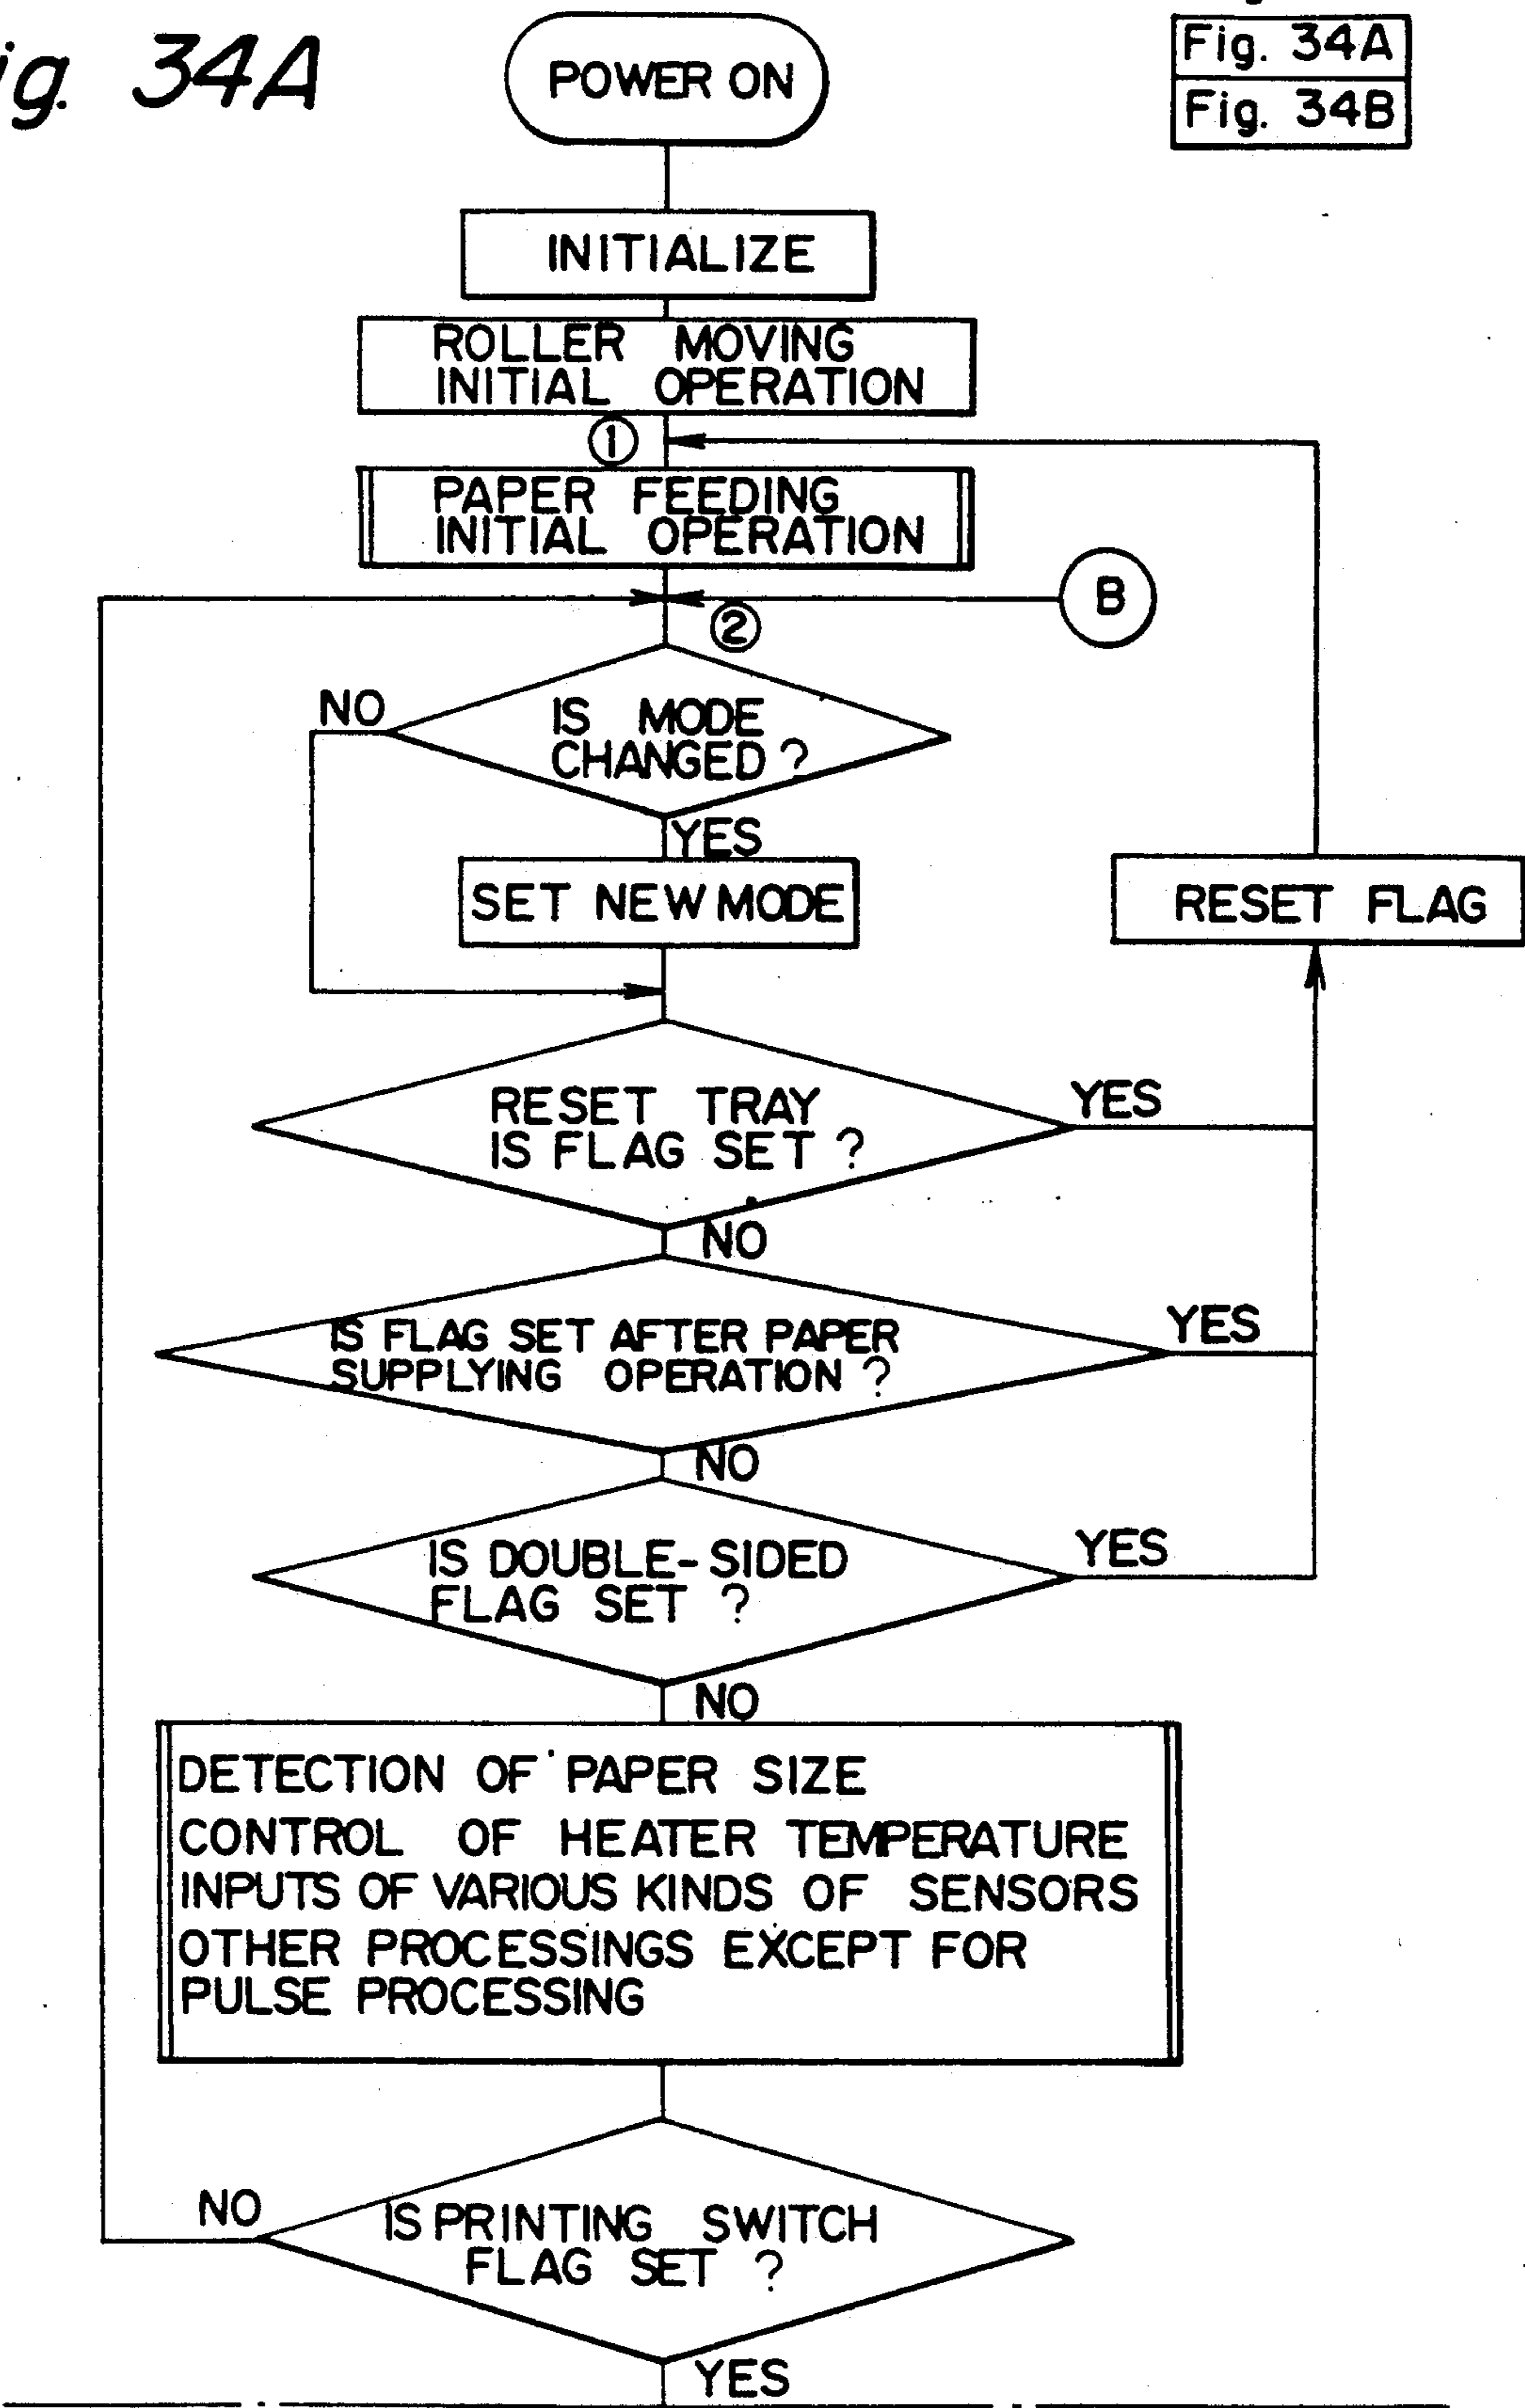 ig. 34A
Fig. 34A
Fig. 34B
POWER ON
INITIALIZE
ROLLER MOVING
INITIAL OPERATION
①
PAPER FEEDING
INITIAL OPERATION
B
②
NO
IS MODE
CHANGED ?
YES
SET NEW MODE
RESET FLAG
RESET TRAY
IS FLAG SET ?
YES
NO
IS FLAG SET AFTER PAPER
SUPPLYING OPERATION ?
YES
NO
IS DOUBLE-SIDED
FLAG SET ?
YES
NO
DETECTION OF PAPER SIZE
CONTROL OF HEATER TEMPERATURE
INPUTS OF VARIOUS KINDS OF SENSORS
OTHER PROCESSINGS EXCEPT FOR
PULSE PROCESSING
NO
IS PRINTING SWITCH
FLAG SET ?
YES